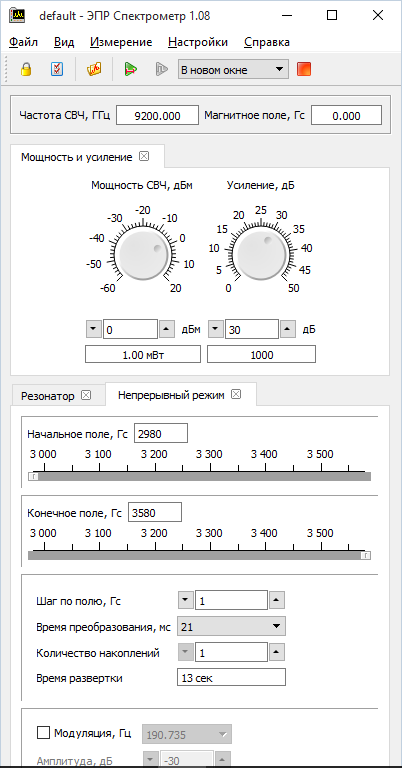 default - ЭПР Спектрометр 1.08
Файл Вид Измерение Настройки Справка
В новом окне
Частота СВЧ, ГГц 9200.000 Магнитное поле, Гс 0.000
Мощность и усиление
Мощность СВЧ, дБм Усиление, дБ
-60 -50 -40 -30 -20 -10 0 10 20
0 5 10 15 20 25 30 35 40 45 50
0 дБм 30 дБ
1.00 мВт 1000
Резонатор Непрерывный режим
Начальное поле, Гс 2980
3 000 3 100 3 200 3 300 3 400 3 500
Конечное поле, Гс 3580
3 000 3 100 3 200 3 300 3 400 3 500
Шаг по полю, Гс 1
Время преобразования, мс 21
Количество накоплений 1
Время развертки 13 сек
Модуляция, Гц 190.735
Амплитуда, дБ -30